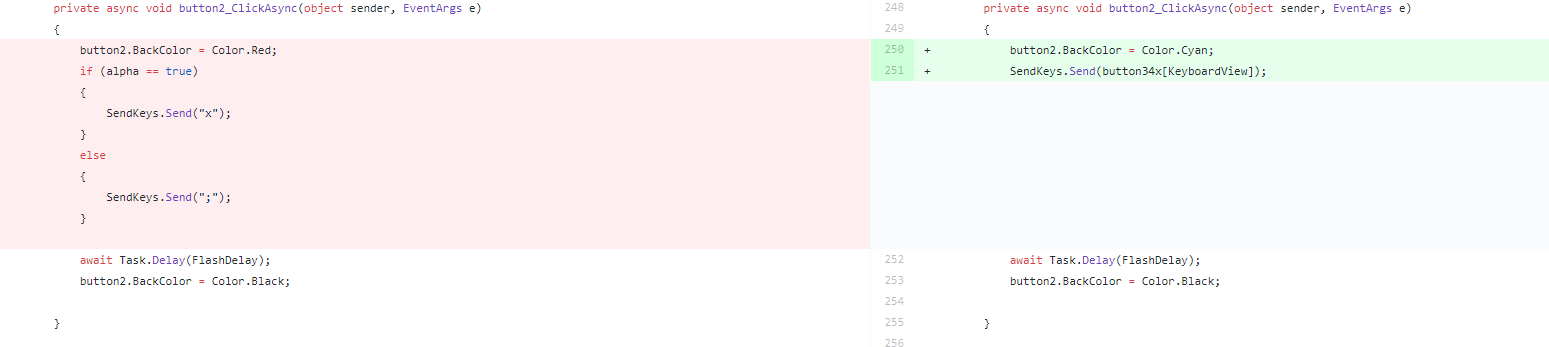 private async void button2_ClickAsync(object sender, EventArgs e)
{
button2.BackColor = Color.Red;
if (alpha == true)
{
SendKeys.Send("x");
}
else
{
SendKeys.Send(";");
}
await Task.Delay(FlashDelay);
button2.BackColor = Color.Black;
}
248 private async void button2_ClickAsync(object sender, EventArgs e)
249 {
250 + button2.BackColor = Color.Cyan;
251 + SendKeys.Send(button34x[KeyboardView]);
252 await Task.Delay(FlashDelay);
253 button2.BackColor = Color.Black;
254
255 }
256